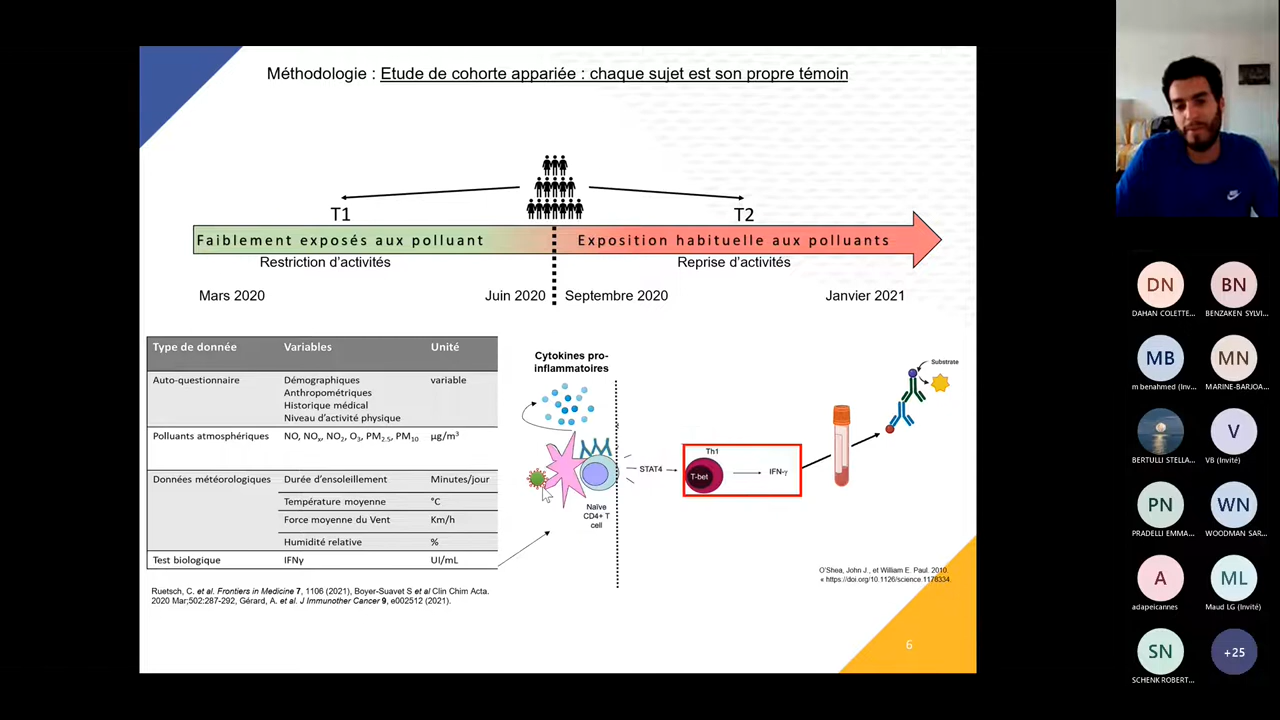 Méthodologie : Etude de cohorte appariée : chaque sujet est son propre témoin
T1
T2
Faiblement exposés aux polluant
Exposition habituelle aux polluants
Restriction d'activités
Reprise d'activités
Mars 2020
Juin 2020
Septembre 2020
Janvier 2021
Type de donnée Variables Unité
Auto-questionnaire Démographiques variable
Anthropométriques
Historique médical
Niveau d'activité physique
Polluants atmosphériques NO, NOx, NO2, O3, PM2.5, PM10 µg/m³
Données météorologiques Durée d'ensoleillement Minutes/jour
Température moyenne °C
Force moyenne du Vent Km/h
Humidité relative %
Test biologique IFNγ UI/mL
Cytokines pro-
inflammatoires
Naïve
CD4+ T
cell
STAT4
Th1
T-bet
IFN-γ
Substrate
O'Shea, John J., et William E. Paul. 2010.
« https://doi.org/10.1126/science.1178334.
Ruetsch, C. et al. Frontiers in Medicine 7, 1106 (2021), Boyer-Suavet S et al Clin Chim Acta.
2020 Mar;502:287-292, Gérard, A. et al. J Immunother Cancer 9, e002512 (2021).
6
DN
DAHAN COLETTE...
BN
BENZAKEN SYLVI...
MB
m benahmed (Inv...
MN
MARINE-BARJOA...
BERTULLI STELLA...
V
VB (Invité)
PN
PRADELLI EMMA...
WN
WOODMAN SAR...
A
adapeicannes
ML
Maud LG (Invité)
SN
SCHENK ROBERT...
+25